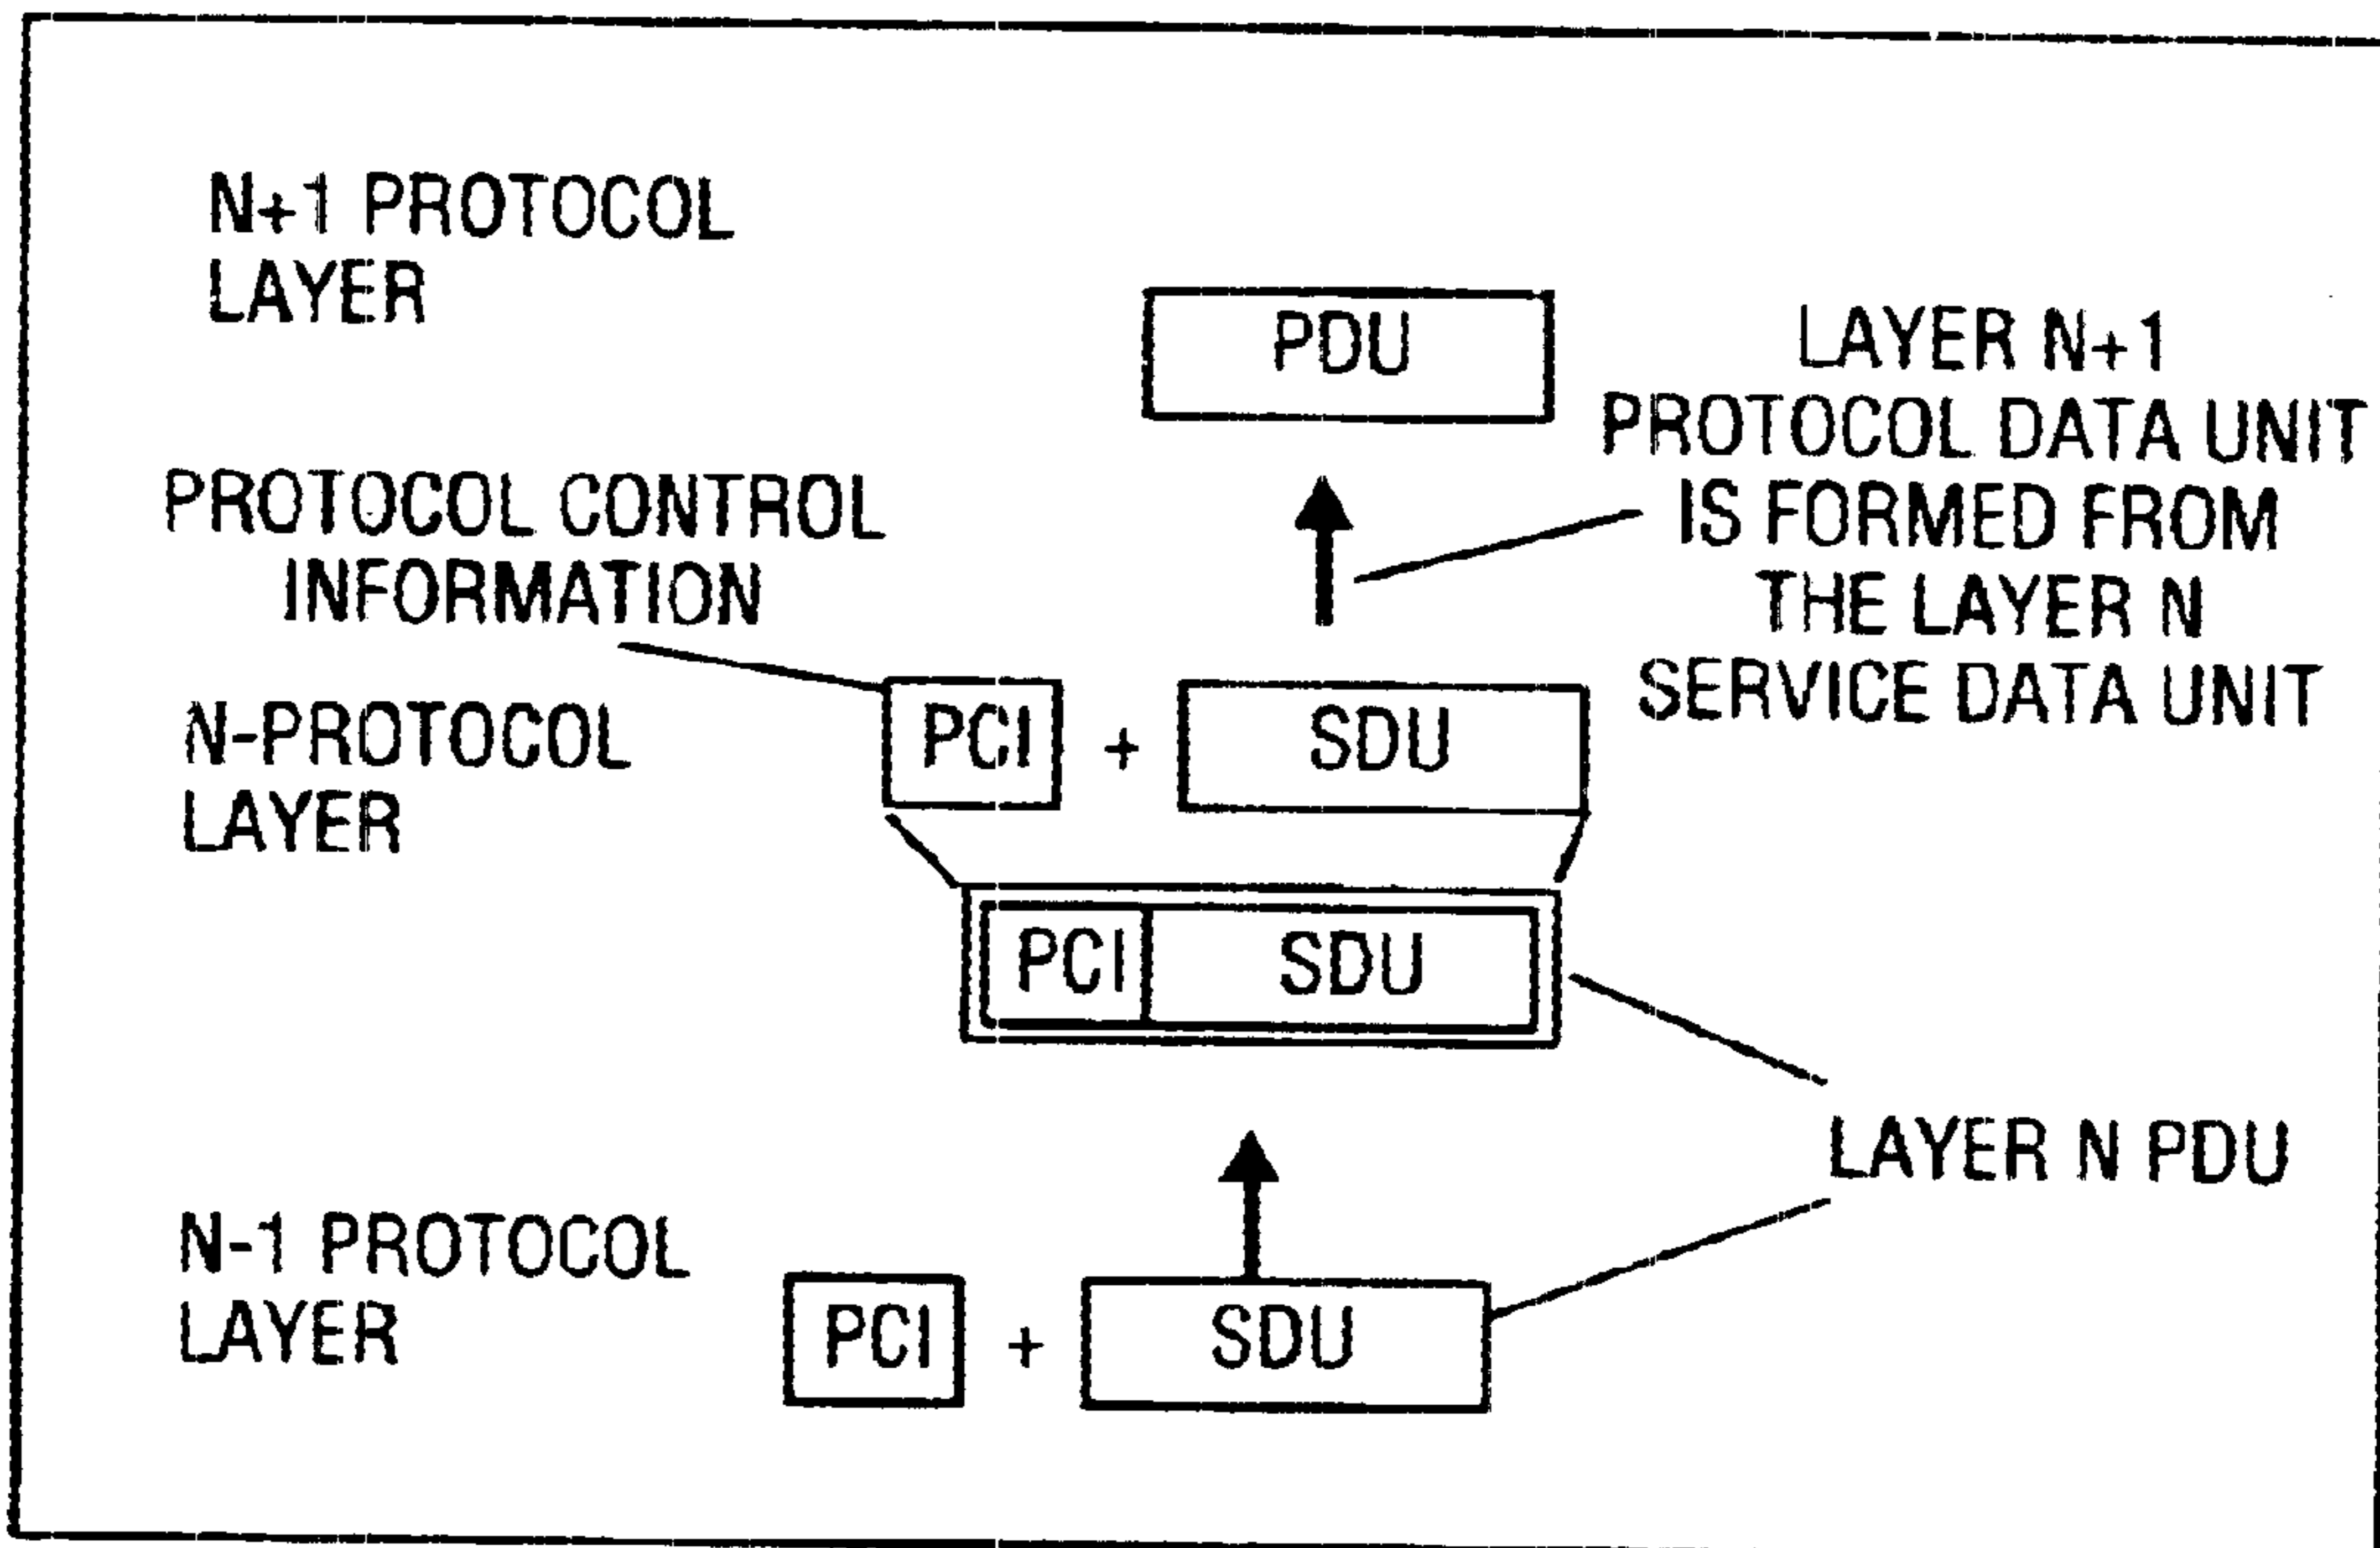 N+1 PROTOCOL
LAYER
PDU
LAYER N+1
PROTOCOL DATA UNIT
IS FORMED FROM
THE LAYER N
SERVICE DATA UNIT
PROTOCOL CONTROL
INFORMATION
N-PROTOCOL
LAYER
PCI + SDU
PCI SDU
LAYER N PDU
N-1 PROTOCOL
LAYER
PCI + SDU